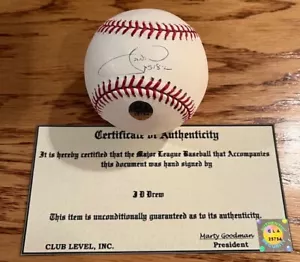 Certificate of Authenticity
It is hereby certified that the Major League Baseball that Accompanies
this document was hand signed by
J D Drew
This item is unconditionally guaranteed as to its authenticity.
Marty Goodman
CLUB LEVEL, INC.
President